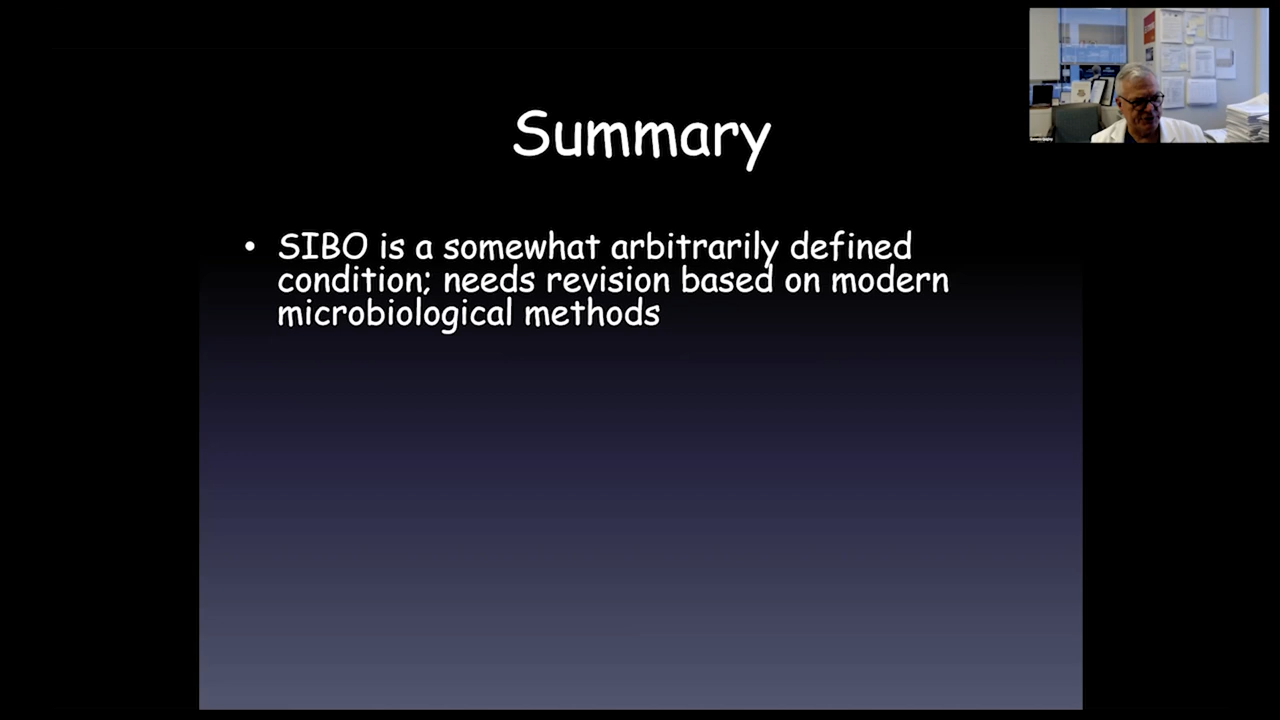 Summary
• SIBO is a somewhat arbitrarily defined
condition; needs revision based on modern
microbiological methods